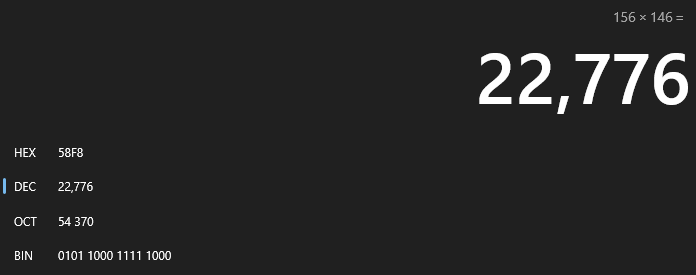 156 × 146 =
22,776
HEX 58F8
DEC 22,776
OCT 54 370
BIN 0101 1000 1111 1000